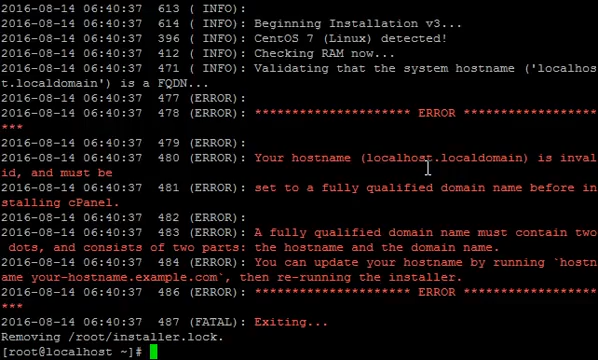 2016-08-14 06:40:37  613 ( INFO):
2016-08-14 06:40:37  614 ( INFO): Beginning Installation v3...
2016-08-14 06:40:37  396 ( INFO): CentOS 7 (Linux) detected!
2016-08-14 06:40:37  412 ( INFO): Checking RAM now...
2016-08-14 06:40:37  471 ( INFO): Validating that the system hostname ('localhos
t.localdomain') is a FQDN...
2016-08-14 06:40:37  477 (ERROR):
2016-08-14 06:40:37  478 (ERROR): ********************* ERROR ******************
***
2016-08-14 06:40:37  479 (ERROR):
2016-08-14 06:40:37  480 (ERROR): Your hostname (localhost.localdomain) is inval
id, and must be
2016-08-14 06:40:37  481 (ERROR): set to a fully qualified domain name before in
stalling cPanel.
2016-08-14 06:40:37  482 (ERROR):
2016-08-14 06:40:37  483 (ERROR): A fully qualified domain name must contain two
 dots, and consists of two parts: the hostname and the domain name.
2016-08-14 06:40:37  484 (ERROR): You can update your hostname by running `hostn
ame your-hostname.example.com`, then re-running the installer.
2016-08-14 06:40:37  486 (ERROR): ********************* ERROR ******************
***
2016-08-14 06:40:37  487 (FATAL): Exiting...
Removing /root/installer.lock.
[root@localhost ~]#